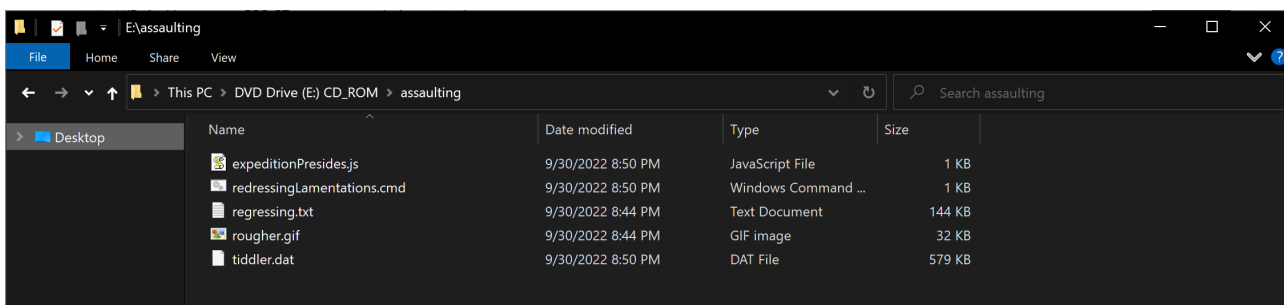 E:\assaulting
File Home Share View
This PC > DVD Drive (E:) CD_ROM > assaulting Search assaulting
Desktop
Name Date modified Type Size
expeditionPresides.js 9/30/2022 8:50 PM JavaScript File 1 KB
redressingLamentations.cmd 9/30/2022 8:50 PM Windows Command ... 1 KB
regressing.txt 9/30/2022 8:44 PM Text Document 144 KB
rougher.gif 9/30/2022 8:44 PM GIF image 32 KB
tiddler.dat 9/30/2022 8:50 PM DAT File 579 KB